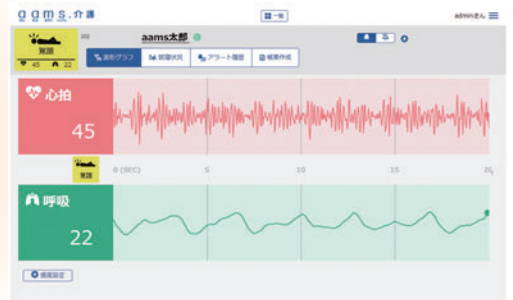 aams.介護
一覧
adminさん
202
aams太郎
覚醒
45 22
波形グラフ
状態状況
アラート履歴
帳票作成
心拍
45
覚醒
0 (SEC) 5 10 15 20
呼吸
22
感度設定